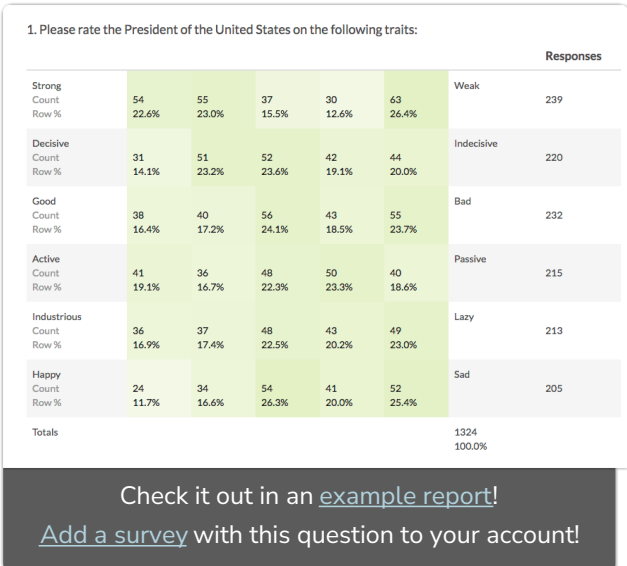 1. Please rate the President of the United States on the following traits:
Responses
Strong
Count
Row %
54 55 37 30 63
22.6% 23.0% 15.5% 12.6% 26.4%
Weak
239
Decisive
Count
Row %
31 51 52 42 44
14.1% 23.2% 23.6% 19.1% 20.0%
Indecisive
220
Good
Count
Row %
38 40 56 43 55
16.4% 17.2% 24.1% 18.5% 23.7%
Bad
232
Active
Count
Row %
41 36 48 50 40
19.1% 16.7% 22.3% 23.3% 18.6%
Passive
215
Industrious
Count
Row %
36 37 48 43 49
16.9% 17.4% 22.5% 20.2% 23.0%
Lazy
213
Happy
Count
Row %
24 34 54 41 52
11.7% 16.6% 26.3% 20.0% 25.4%
Sad
205
Totals
1324
100.0%
Check it out in an example report!
Add a survey with this question to your account!